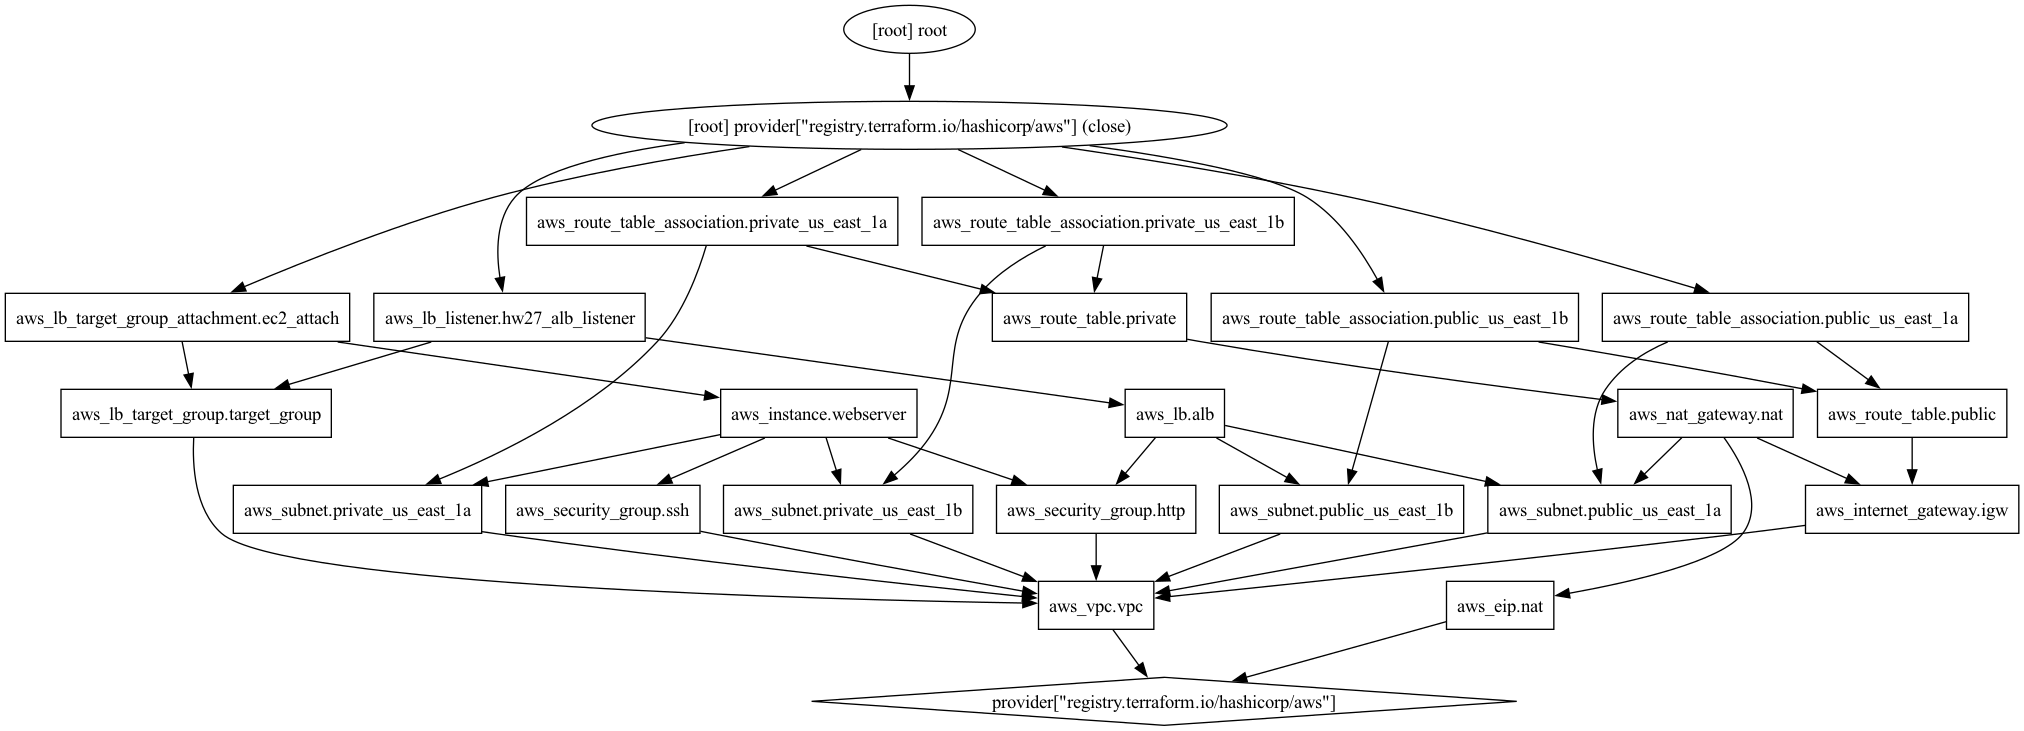 [root] root
[root] provider["registry.terraform.io/hashicorp/aws"] (close)
aws_route_table_association.private_us_east_1a
aws_route_table_association.private_us_east_1b
aws_lb_target_group_attachment.ec2_attach
aws_lb_listener.hw27_alb_listener
aws_route_table.private
aws_route_table_association.public_us_east_1b
aws_route_table_association.public_us_east_1a
aws_lb_target_group.target_group
aws_instance.webserver
aws_lb.alb
aws_nat_gateway.nat
aws_route_table.public
aws_subnet.private_us_east_1a
aws_security_group.ssh
aws_subnet.private_us_east_1b
aws_security_group.http
aws_subnet.public_us_east_1b
aws_subnet.public_us_east_1a
aws_internet_gateway.igw
aws_vpc.vpc
aws_eip.nat
provider["registry.terraform.io/hashicorp/aws"]